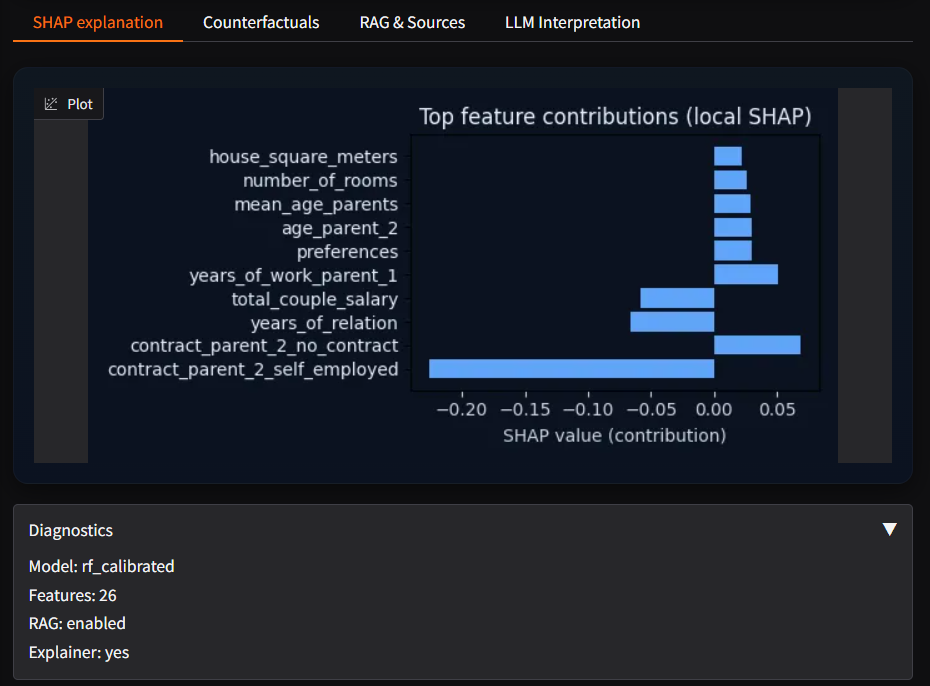 SHAP explanation Counterfactuals RAG & Sources LLM Interpretation
Plot
Top feature contributions (local SHAP)
house_square_meters
number_of_rooms
mean_age_parents
age_parent_2
preferences
years_of_work_parent_1
total_couple_salary
years_of_relation
contract_parent_2_no_contract
contract_parent_2_self_employed
−0.20 −0.15 −0.10 −0.05 0.00 0.05
SHAP value (contribution)
Diagnostics ▼
Model: rf_calibrated
Features: 26
RAG: enabled
Explainer: yes